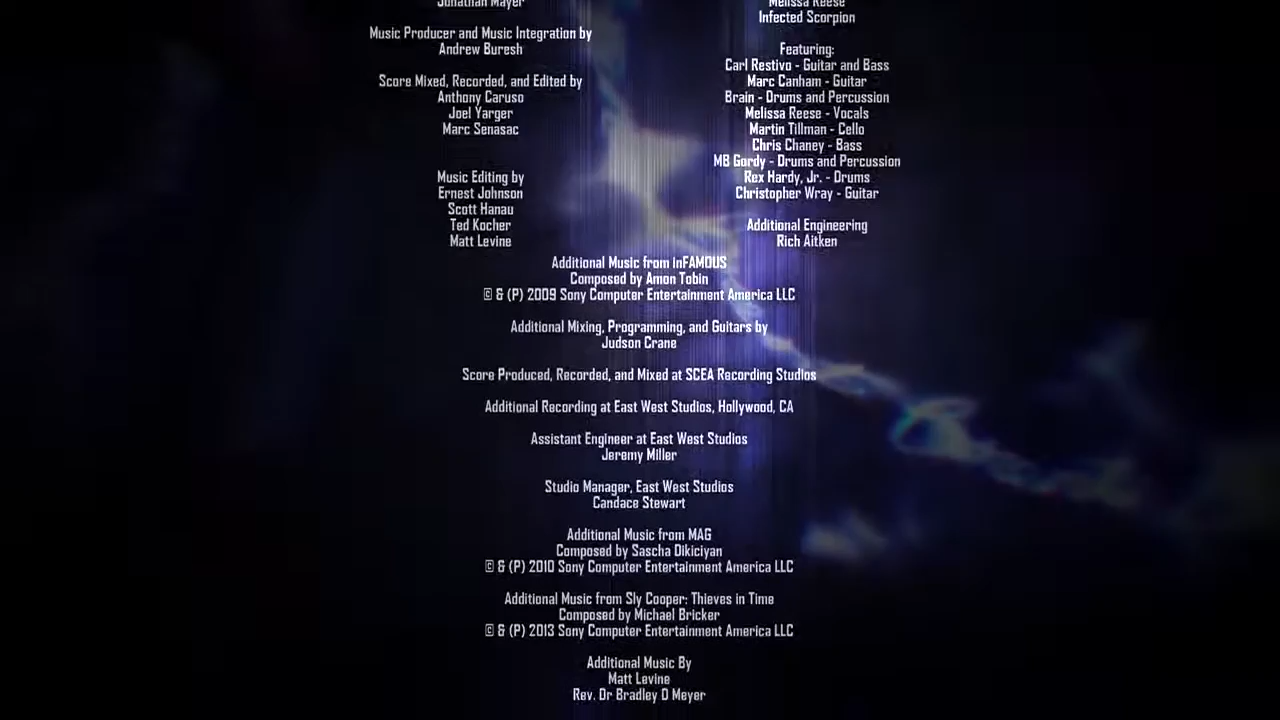 Jonathan Mayer
Music Producer and Music Integration by
Andrew Buresh
Score Mixed, Recorded, and Edited by
Anthony Caruso
Joel Yarger
Marc Senasac
Music Editing by
Ernest Johnson
Scott Hanau
Ted Kocher
Matt Levine
Melissa Reese
Infected Scorpion
Featuring:
Carl Restivo - Guitar and Bass
Marc Canham - Guitar
Brain - Drums and Percussion
Melissa Reese - Vocals
Martin Tillman - Cello
Chris Chaney - Bass
MB Gordy - Drums and Percussion
Rex Hardy, Jr. - Drums
Christopher Wray - Guitar
Additional Engineering
Rich Aitken
Additional Music from inFAMOUS
Composed by Amon Tobin
© & (P) 2009 Sony Computer Entertainment America LLC
Additional Mixing, Programming, and Guitars by
Judson Crane
Score Produced, Recorded, and Mixed at SCEA Recording Studios
Additional Recording at East West Studios, Hollywood, CA
Assistant Engineer at East West Studios
Jeremy Miller
Studio Manager, East West Studios
Candace Stewart
Additional Music from MAG
Composed by Sascha Dikiciyan
© & (P) 2010 Sony Computer Entertainment America LLC
Additional Music from Sly Cooper: Thieves in Time
Composed by Michael Bricker
© & (P) 2013 Sony Computer Entertainment America LLC
Additional Music By
Matt Levine
Rev. Dr Bradley D Meyer